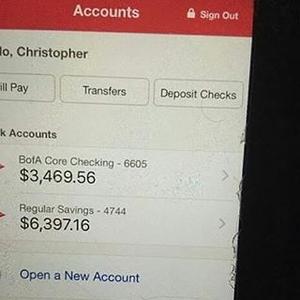 Accounts
Sign Out
lo, Christopher
ill Pay
Transfers
Deposit Checks
k Accounts
BofA Core Checking - 6605
$3,469.56
Regular Savings - 4744
$6,397.16
Open a New Account